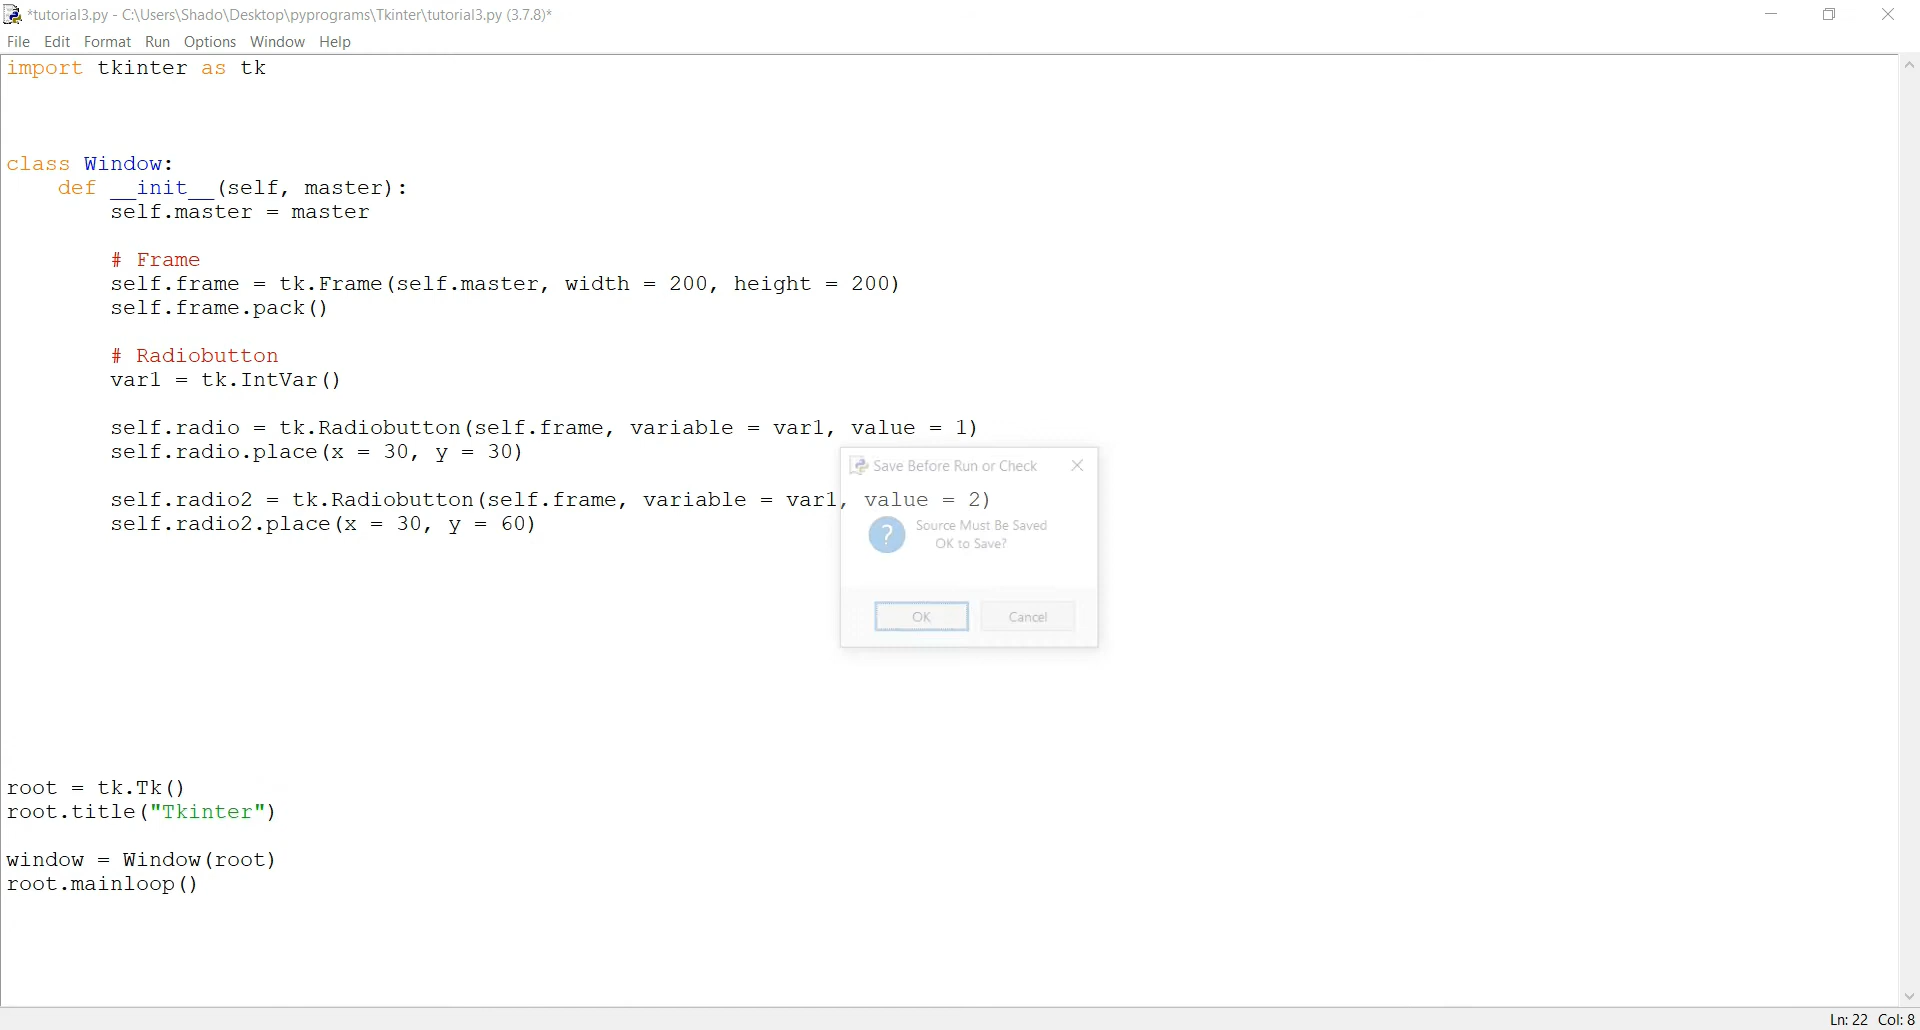 *tutorial3.py - C:\Users\Shado\Desktop\pyprograms\Tkinter\tutorial3.py (3.7.8)*
File Edit Format Run Options Window Help
import tkinter as tk
class Window:
    def __init__(self, master):
        self.master = master
        # Frame
        self.frame = tk.Frame(self.master, width = 200, height = 200)
        self.frame.pack()
        # Radiobutton
        var1 = tk.IntVar()
        self.radio = tk.Radiobutton(self.frame, variable = var1, value = 1)
        self.radio.place(x = 30, y = 30)
        self.radio2 = tk.Radiobutton(self.frame, variable = var1, value = 2)
        self.radio2.place(x = 30, y = 60)
Save Before Run or Check
Source Must Be Saved
OK to Save?
OK Cancel
root = tk.Tk()
root.title("Tkinter")
window = Window(root)
root.mainloop()
Ln: 22 Col: 8